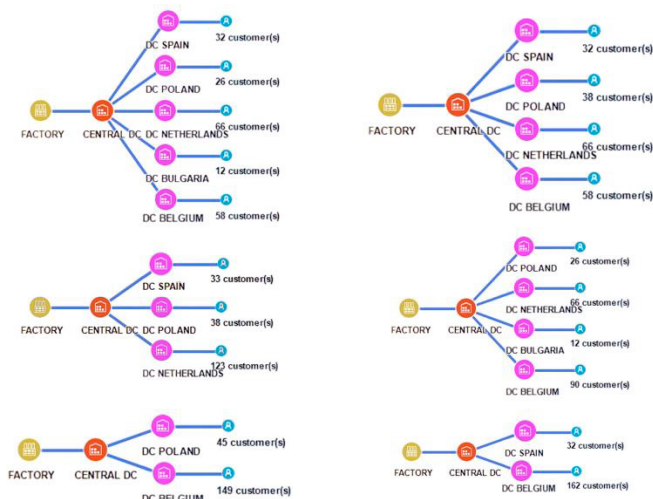 32 customer(s)
DC SPAIN
26 customer(s)
DC POLAND
66 customer(s)
FACTORY
CENTRAL DC
DC NETHERLANDS
12 customer(s)
DC BULGARIA
58 customer(s)
DC BELGIUM
32 customer(s)
DC SPAIN
38 customer(s)
DC POLAND
FACTORY
CENTRAL DC
66 customer(s)
DC NETHERLANDS
58 customer(s)
DC BELGIUM
33 customer(s)
DC SPAIN
38 customer(s)
FACTORY
CENTRAL DC
DC POLAND
123 customer(s)
DC NETHERLANDS
26 customer(s)
DC POLAND
66 customer(s)
DC NETHERLANDS
FACTORY
CENTRAL DC
12 customer(s)
DC BULGARIA
90 customer(s)
DC BELGIUM
45 customer(s)
DC POLAND
FACTORY
CENTRAL DC
149 customer(s)
DC BELGIUM
32 customer(s)
DC SPAIN
FACTORY
CENTRAL DC
162 customer(s)
DC BELGIUM